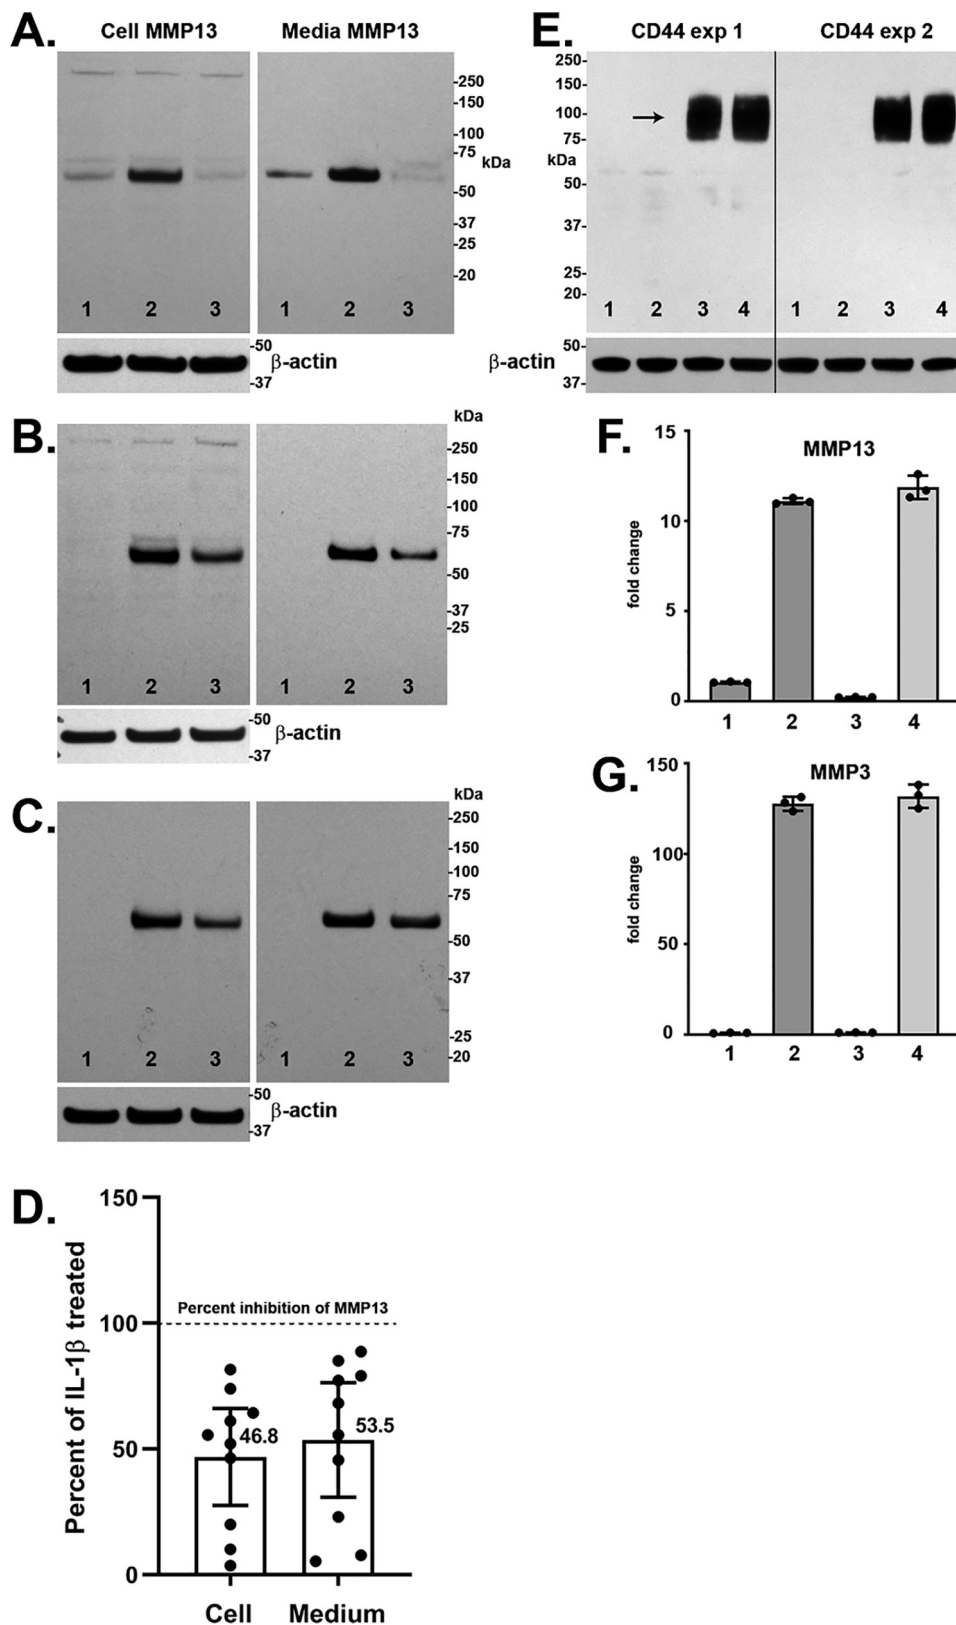 A.
Cell MMP13
Media MMP13
-250
-150
-100
-75
kDa
-50
-37
-25
-20
1 2 3
1 2 3
-50
β-actin
-37
B.
kDa
-250
-150
-100
-75
-50
-37
-25
1 2 3
1 2 3
-50
β-actin
-37
C.
kDa
-250
-150
-100
-75
-50
-37
-25
-20
1 2 3
1 2 3
-50
β-actin
-37
D.
Percent of IL-1β treated
150
100
50
0
Percent inhibition of MMP13
46.8
53.5
Cell
Medium
E.
CD44 exp 1
CD44 exp 2
250-
150-
100-
75-
kDa
50-
37-
25-
20-
1 2 3 4
1 2 3 4
50-
β-actin
37-
F.
MMP13
fold change
15
10
5
0
1 2 3 4
G.
MMP3
fold change
150
100
50
0
1 2 3 4